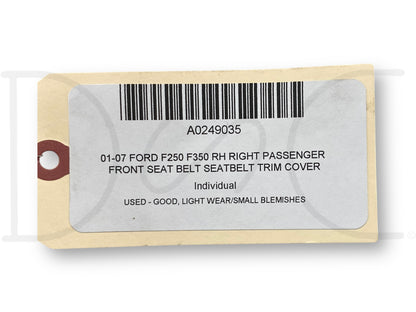 A0249035
01-07 FORD F250 F350 RH RIGHT PASSENGER
FRONT SEAT BELT SEATBELT TRIM COVER
Individual
USED - GOOD, LIGHT WEAR/SMALL BLEMISHES